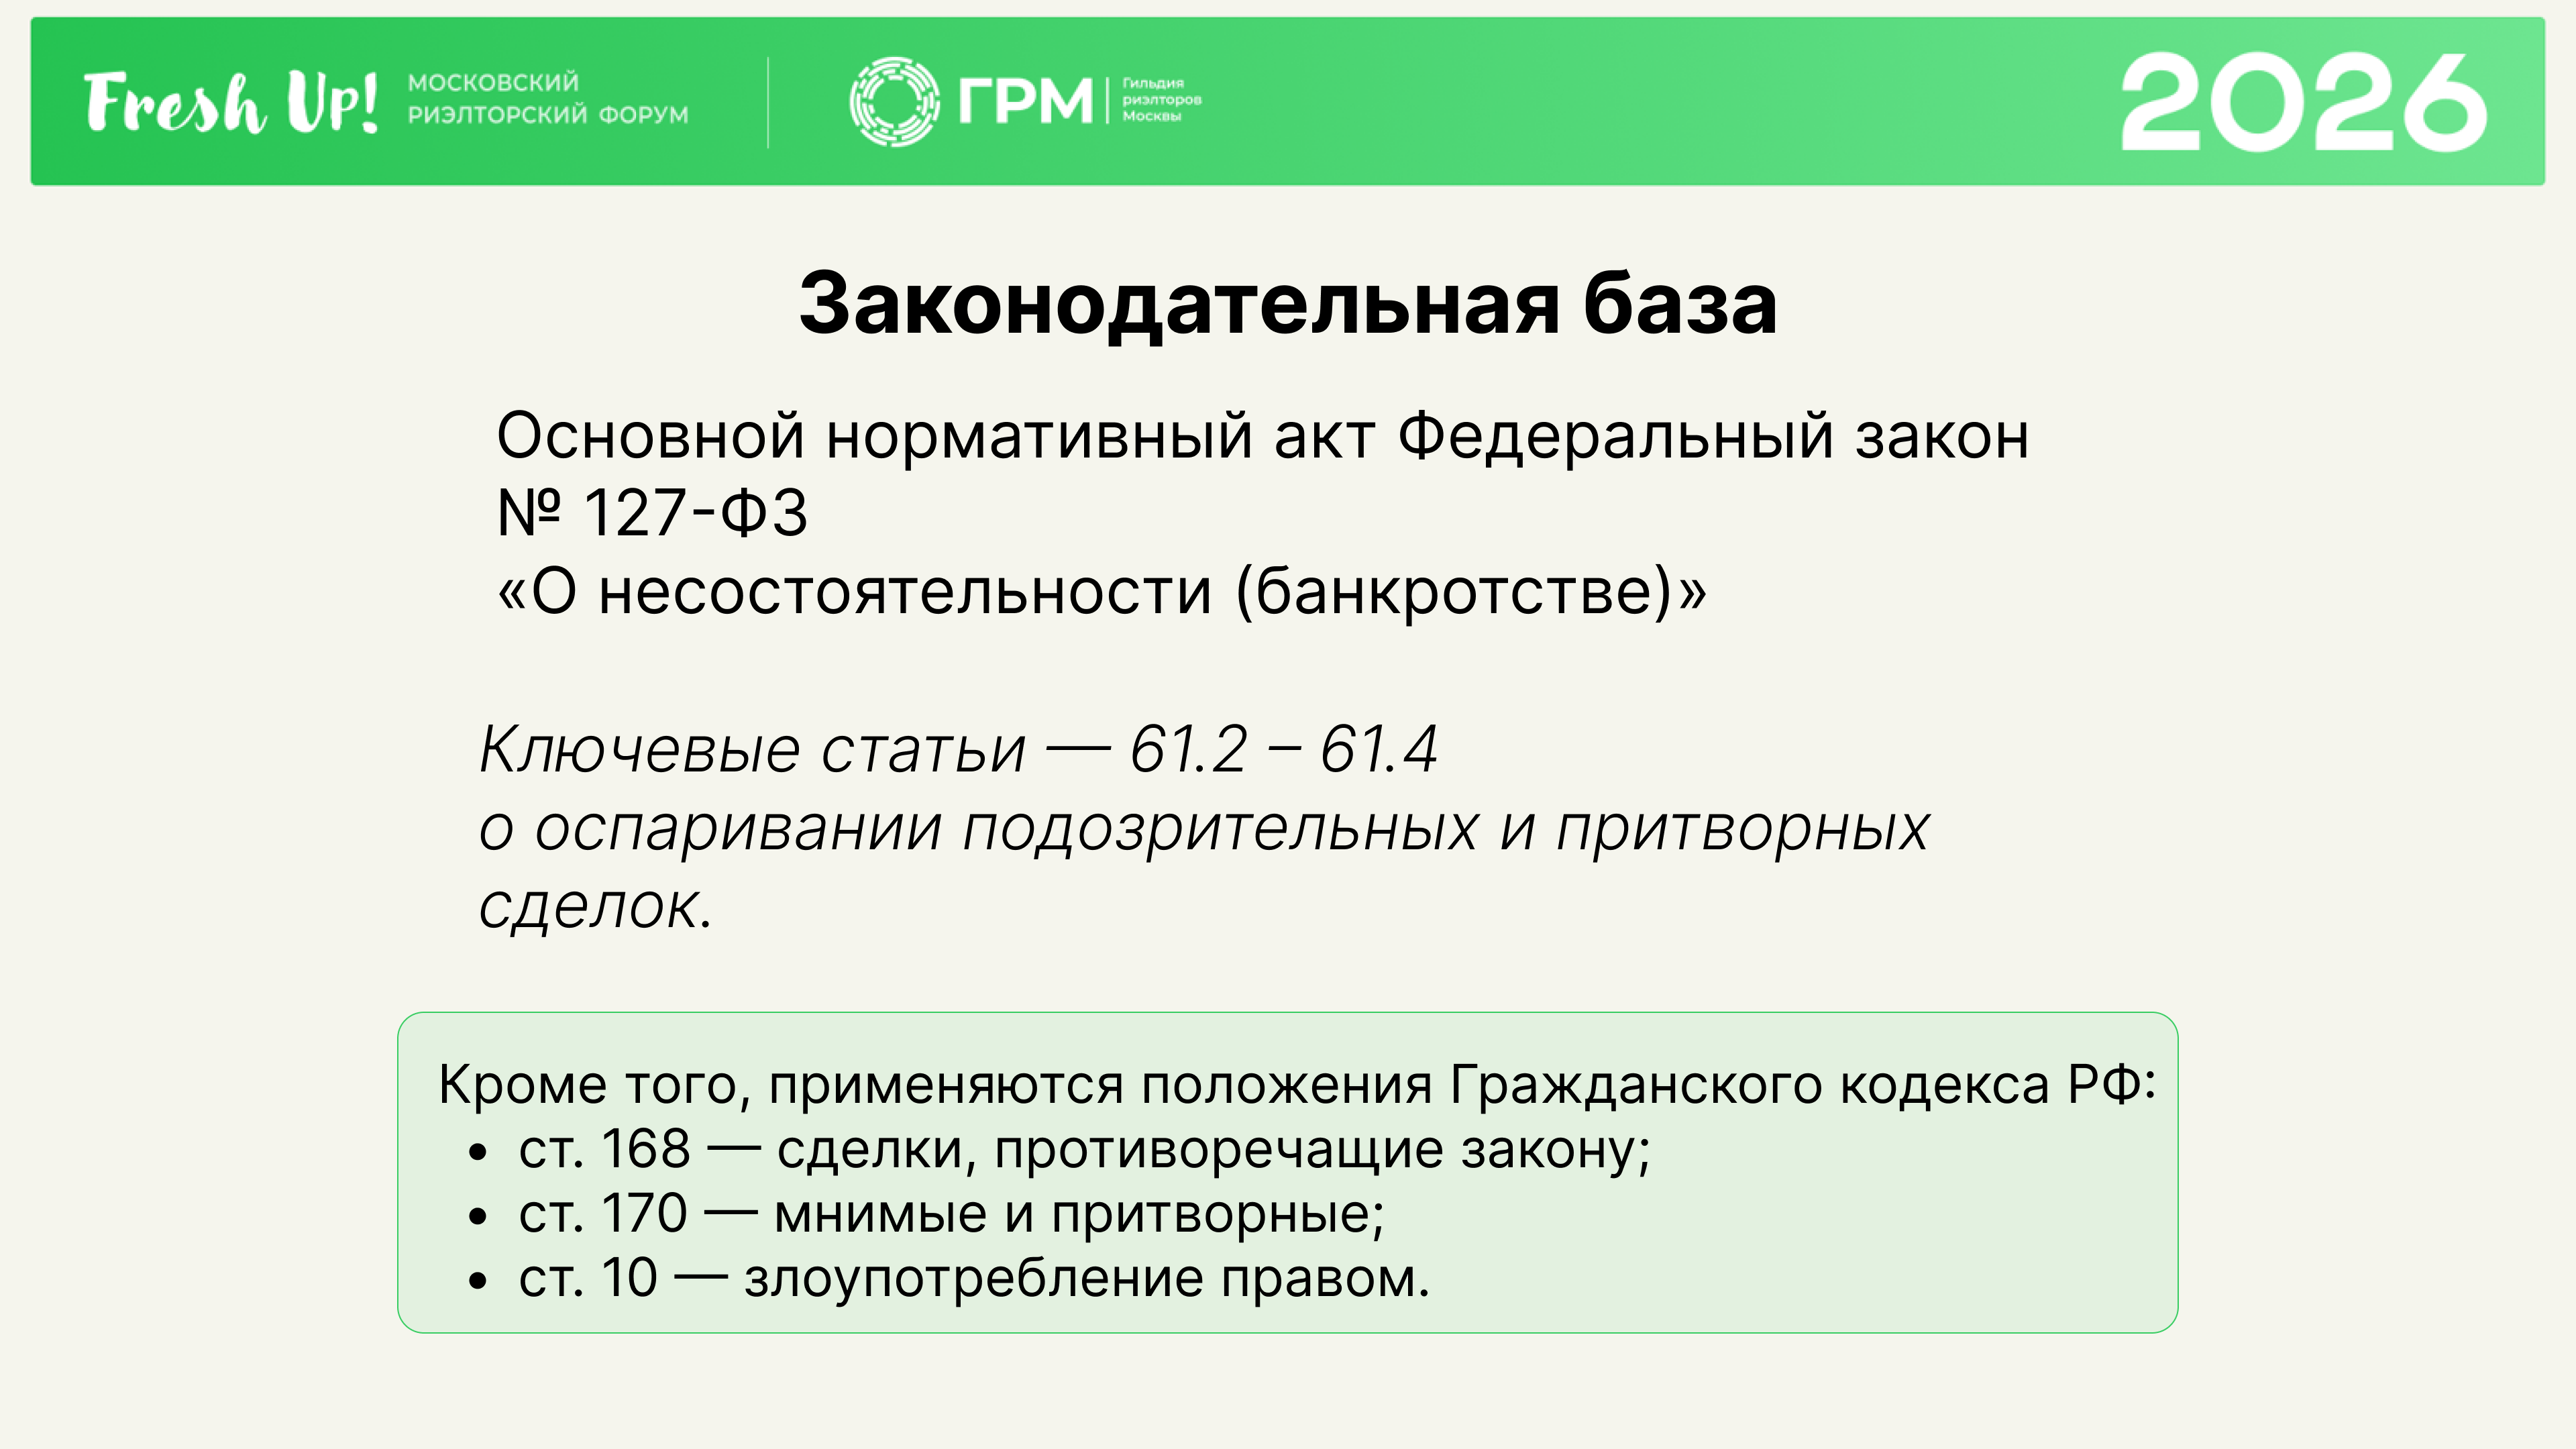 Fresh Up!
МОСКОВСКИЙ
РИЭЛТОРСКИЙ ФОРУМ
ГРМ
Гильдия
риэлторов
Москвы
2026
Законодательная база
Основной нормативный акт Федеральный закон
№ 127-ФЗ
«О несостоятельности (банкротстве)»
Ключевые статьи — 61.2 – 61.4
о оспаривании подозрительных и притворных
сделок.
Кроме того, применяются положения Гражданского кодекса РФ:
• ст. 168 — сделки, противоречащие закону;
• ст. 170 — мнимые и притворные;
• ст. 10 — злоупотребление правом.